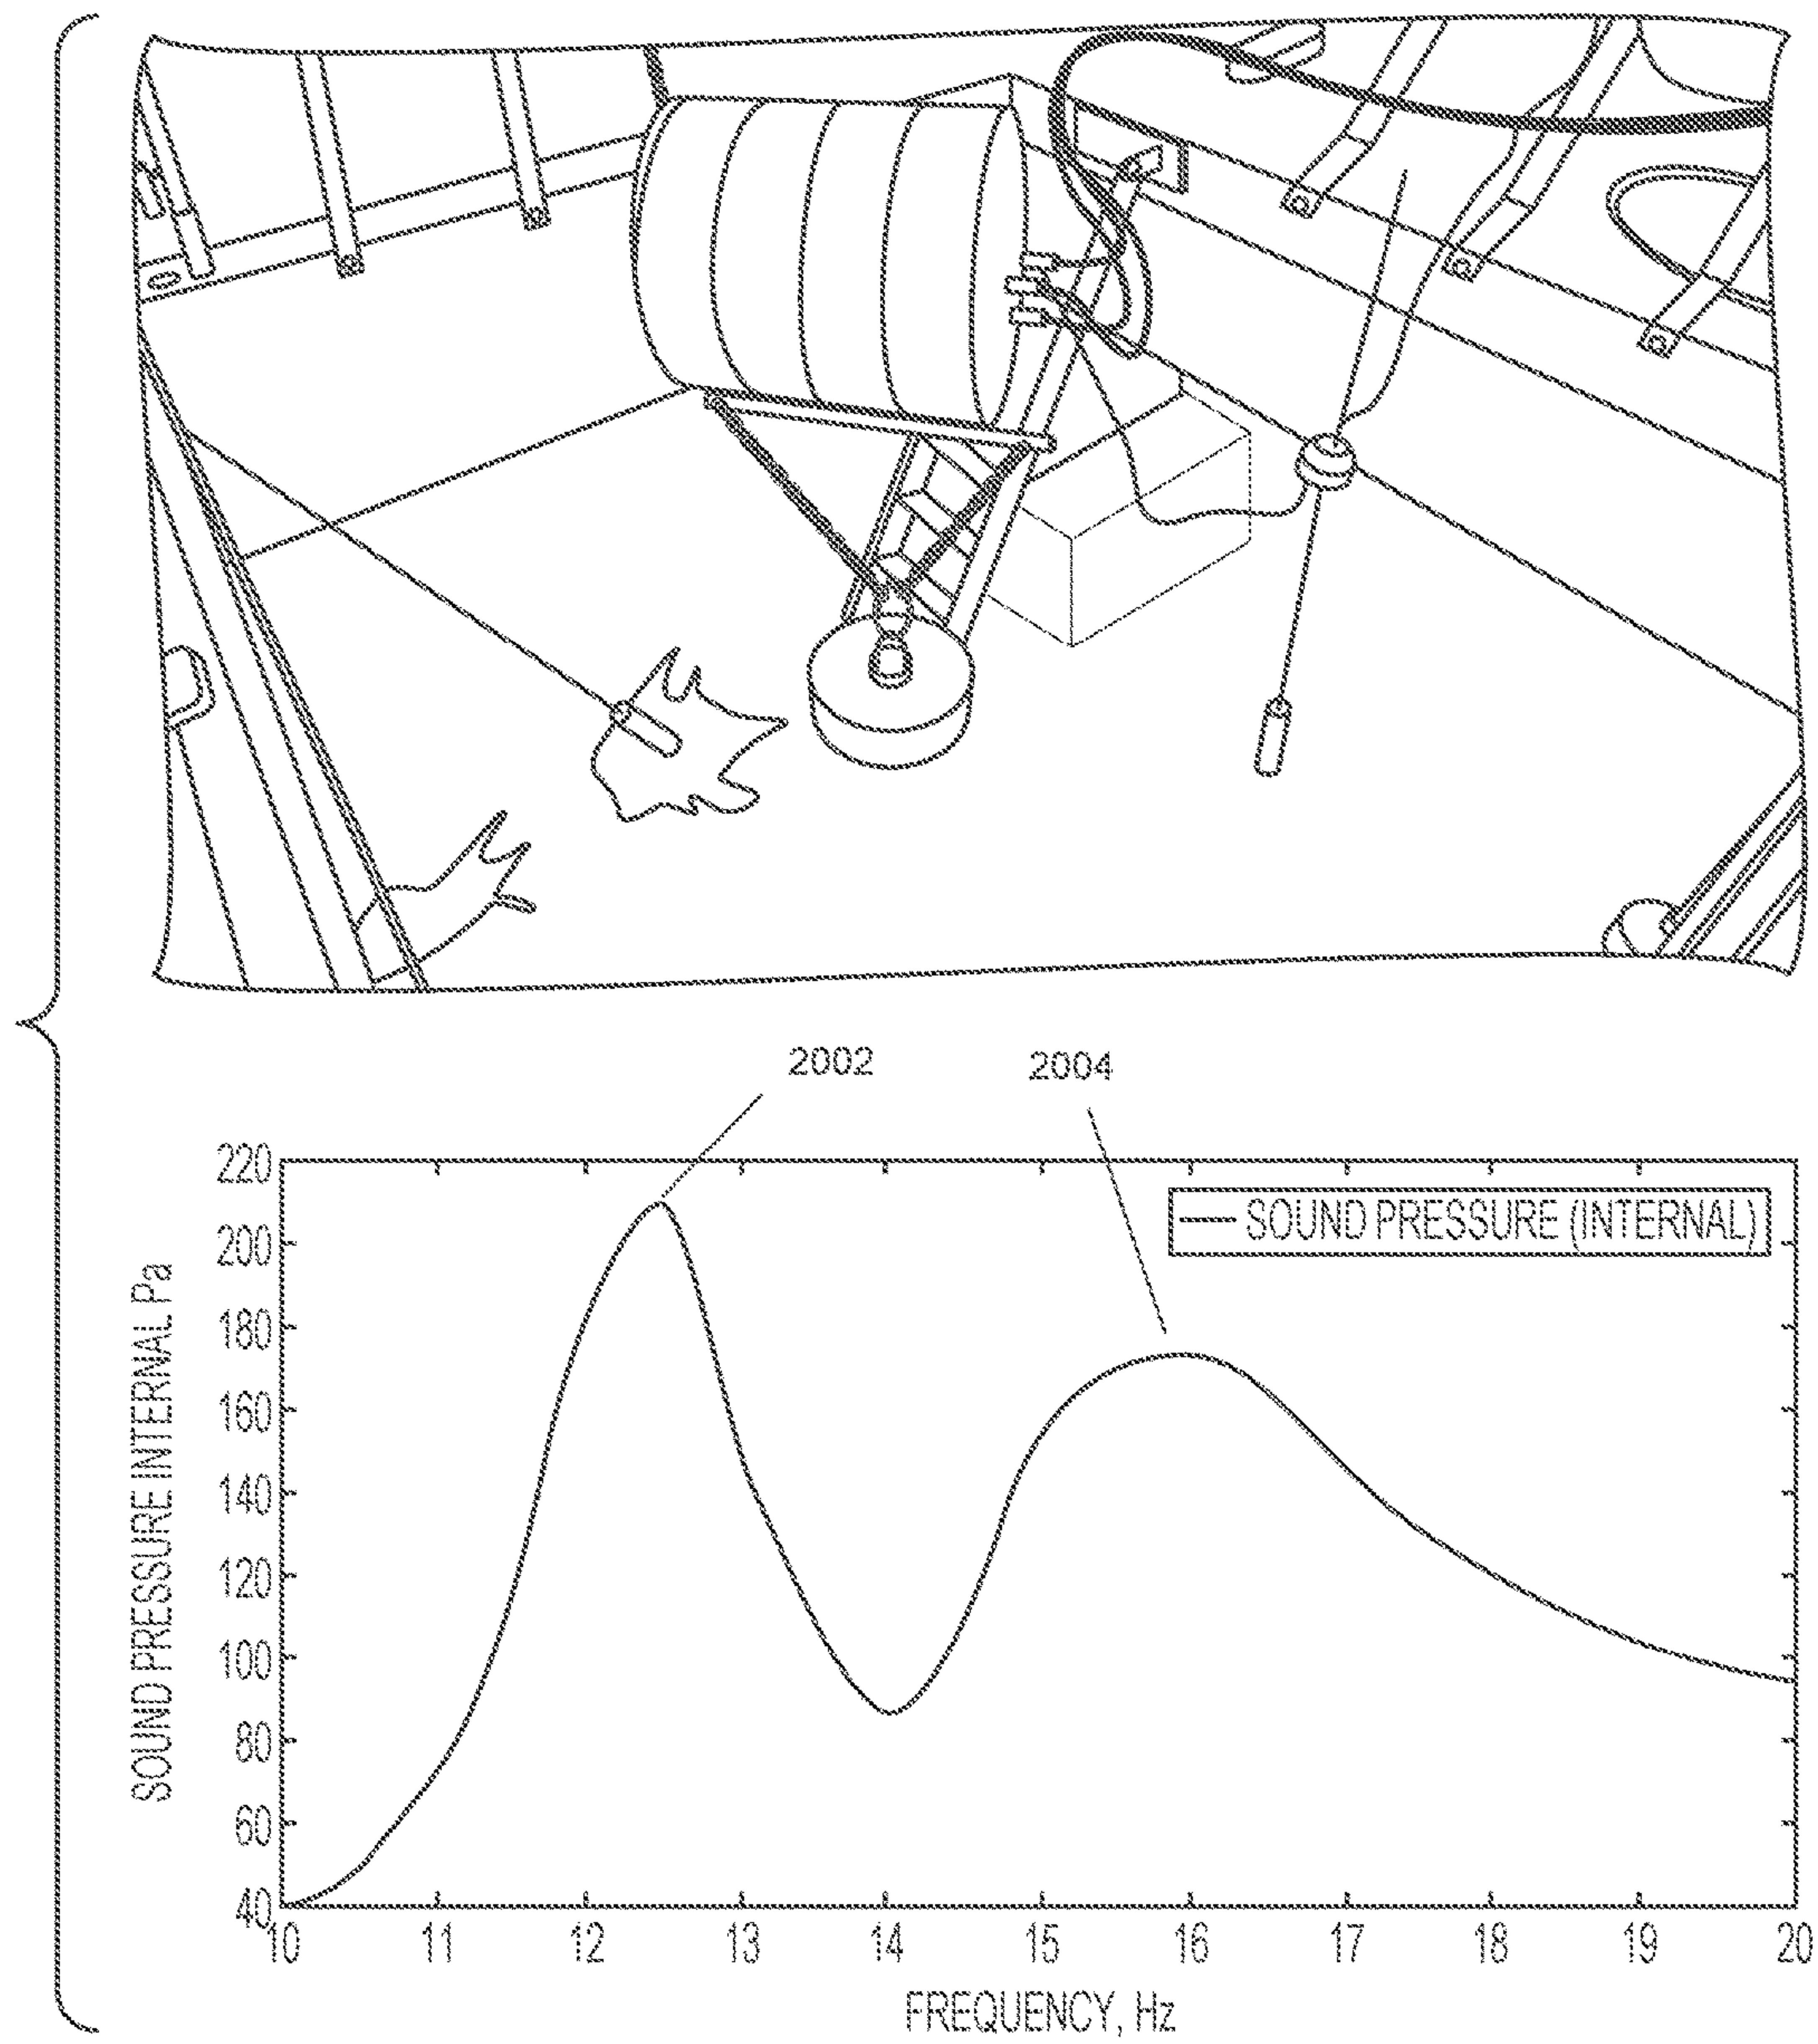 2002 2004
220
200
180
160
140
120
100
80
60
40
SOUND PRESSURE INTERNAL Pa
SOUND PRESSURE (INTERNAL)
10 11 12 13 14 15 16 17 18 19 20
FREQUENCY, Hz